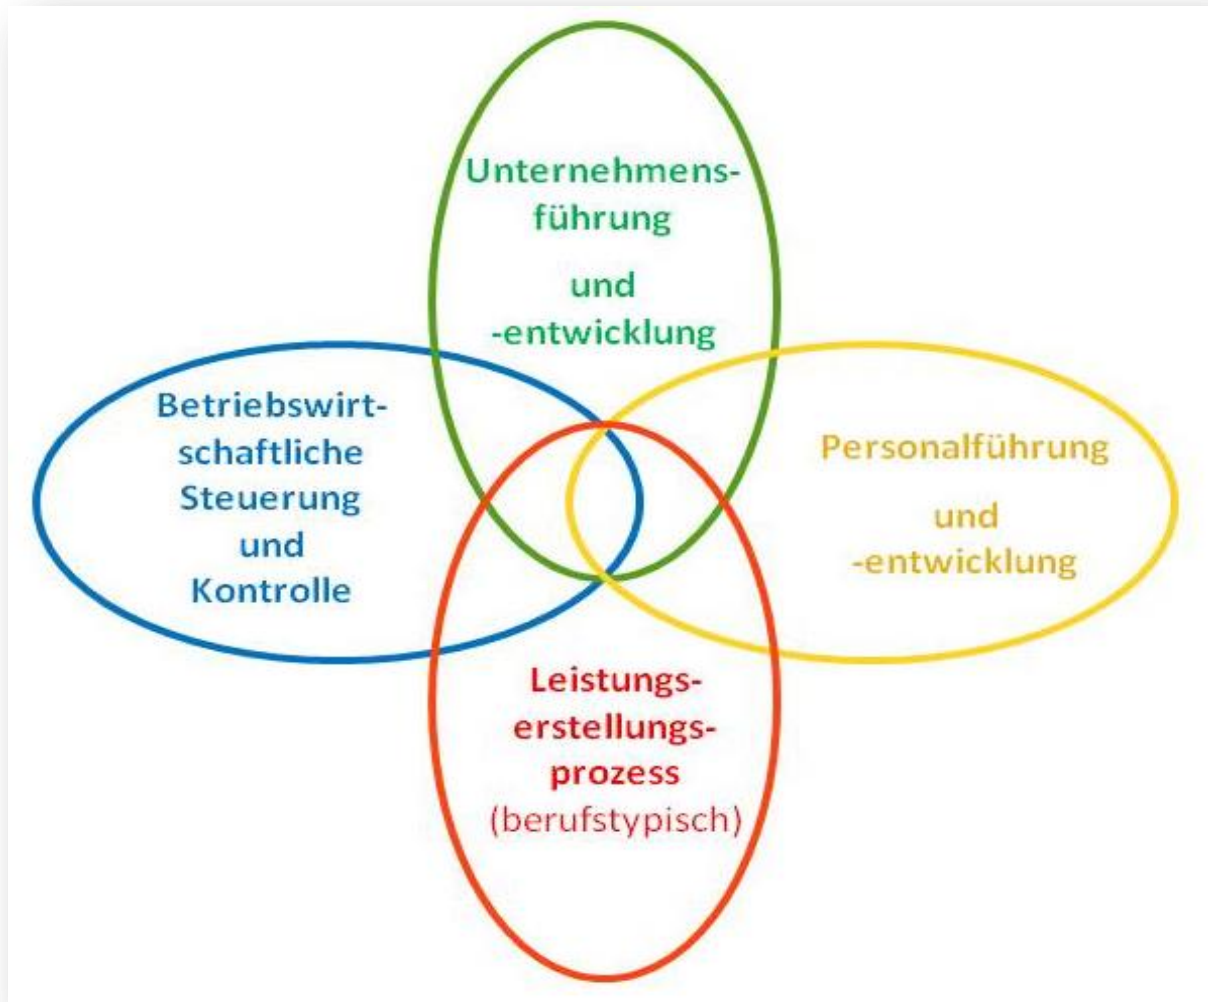 Unternehmens-
führung
und
-entwicklung
Betriebswirt-
schaftliche
Steuerung
und
Kontrolle
Personalführung
und
-entwicklung
Leistungs-
erstellungs-
prozess
(berufstypisch)